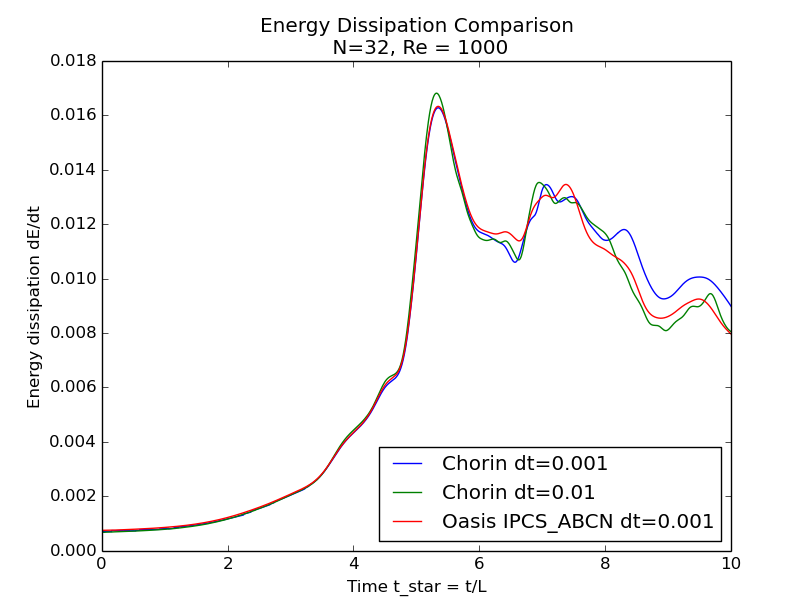 Energy Dissipation Comparison
N=32, Re = 1000
Energy dissipation dE/dt
0.018
0.016
0.014
0.012
0.010
0.008
0.006
0.004
0.002
0.000
Chorin dt=0.001
Chorin dt=0.01
Oasis IPCS_ABCN dt=0.001
0
2
4
6
8
10
Time t_star = t/L